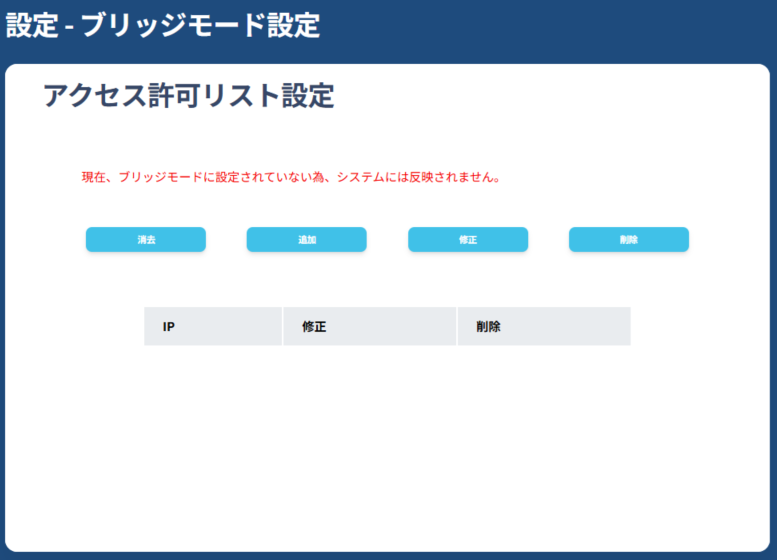 設定 - ブリッジモード設定
アクセス許可リスト設定
現在、ブリッジモードに設定されていない為、システムには反映されません。
消去 追加 修正 削除
IP 修正 削除